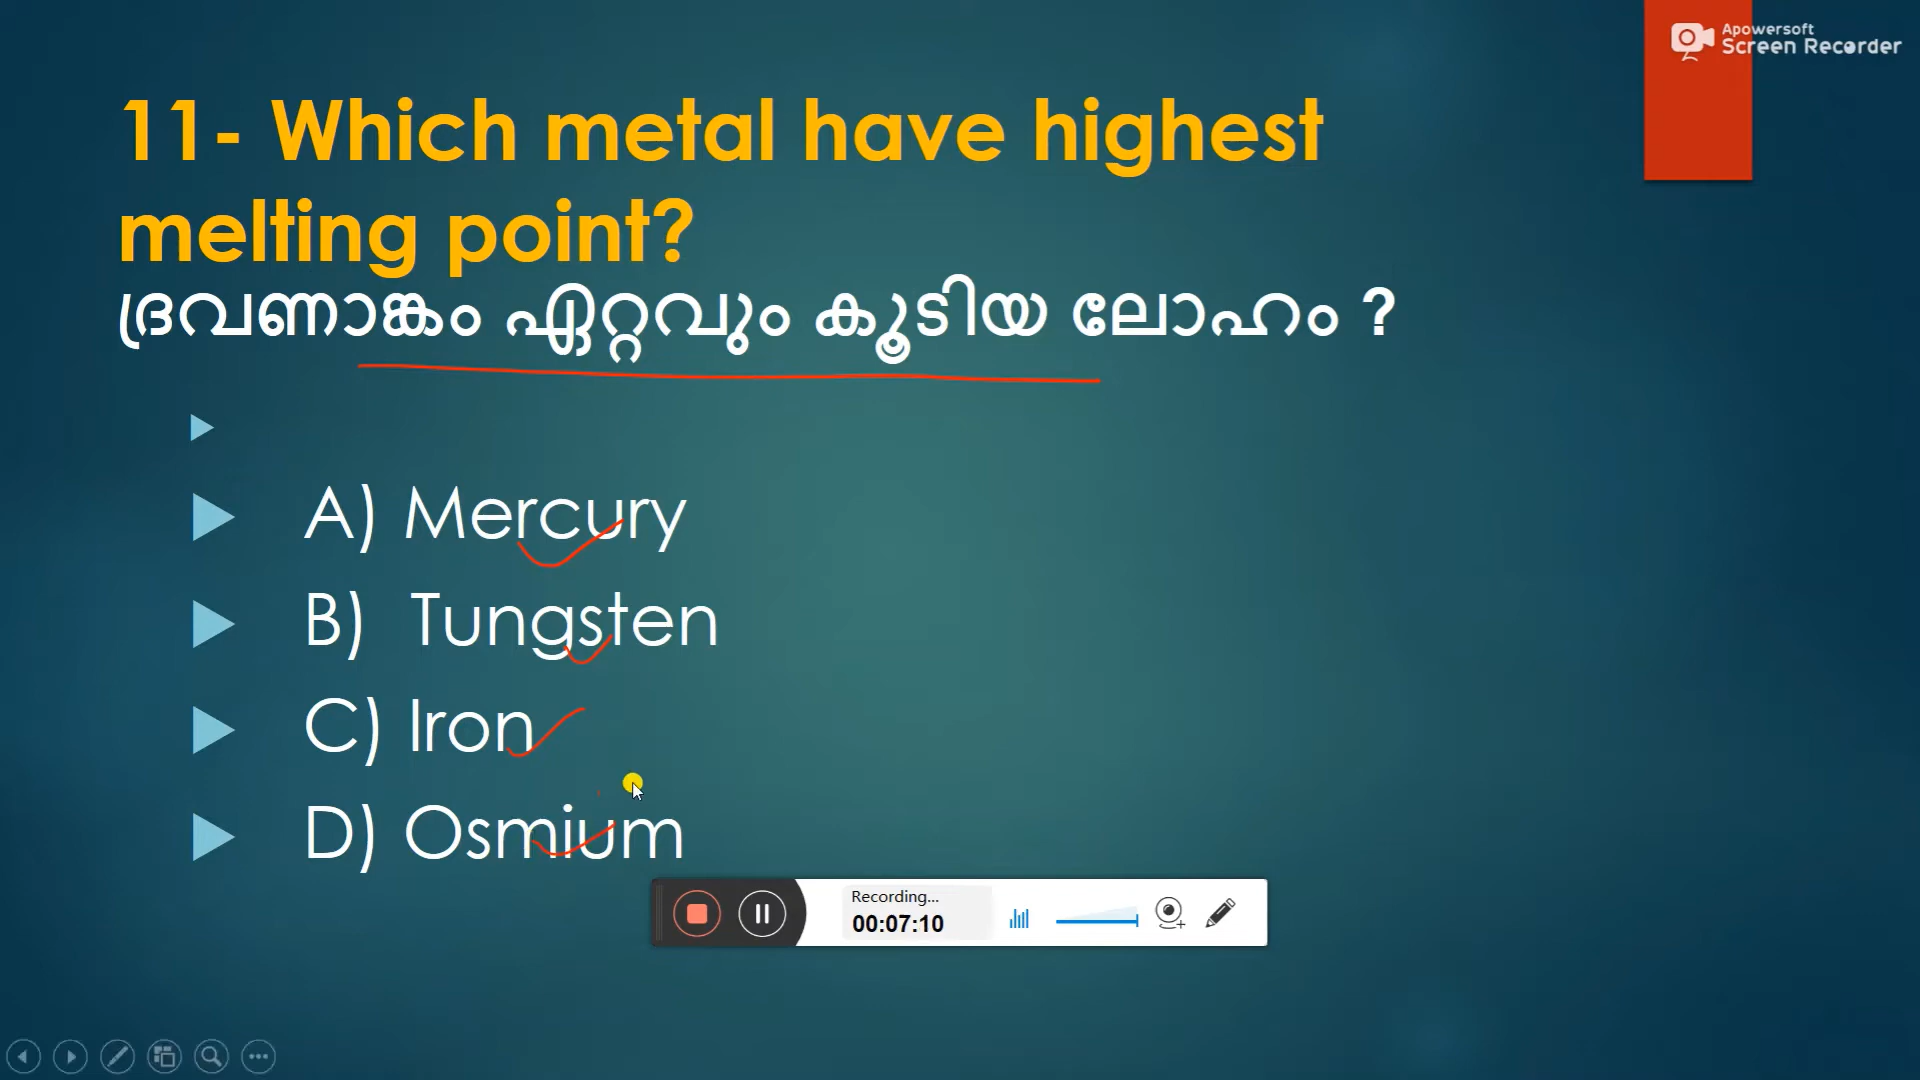 Apowersoft
Screen Recorder
11- Which metal have highest
melting point?
ദ്രവണാങ്കം ഏറ്റവും കൂടിയ ലോഹം ?
A) Mercury
B) Tungsten
C) Iron
D) Osmium
Recording...
00:07:10